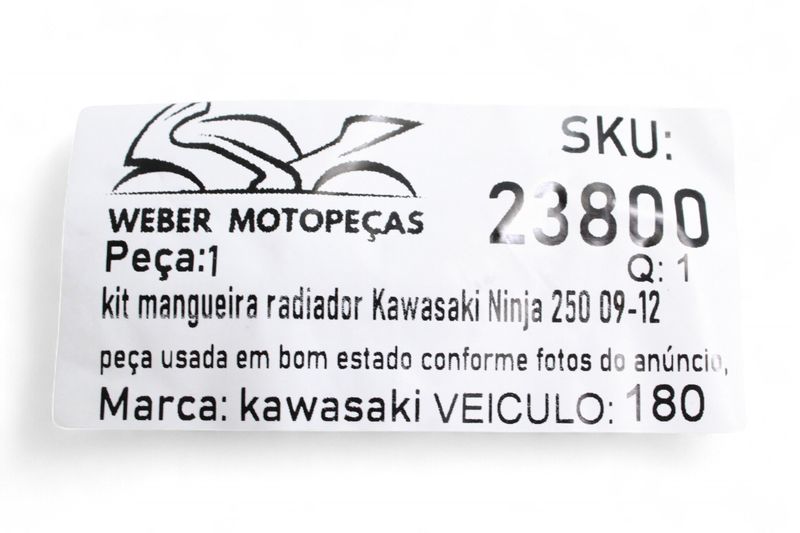 WEBER MOTOPEÇAS
SKU:
23800
Peça:1
Q: 1
kit mangueira radiador Kawasaki Ninja 250 09-12
peça usada em bom estado conforme fotos do anúncio,
Marca: kawasaki VEICULO: 180